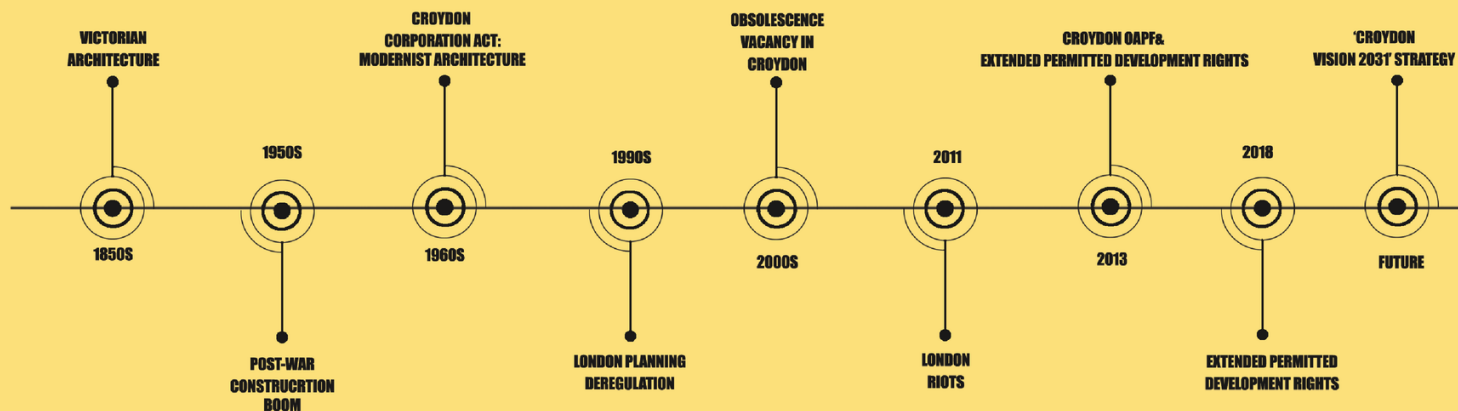 VICTORIAN
ARCHITECTURE
1850S
1950S
POST-WAR
CONSTRUCRTION
BOOM
CROYDON
CORPORATION ACT:
MODERNIST ARCHITECTURE
1960S
1990S
LONDON PLANNING
DEREGULATION
OBSOLESCENCE
VACANCY IN
CROYDON
2000S
2011
LONDON
RIOTS
CROYDON OAPF&
EXTENDED PERMITTED DEVELOPMENT RIGHTS
2013
2018
EXTENDED PERMITTED
DEVELOPMENT RIGHTS
'CROYDON
VISION 2031' STRATEGY
FUTURE